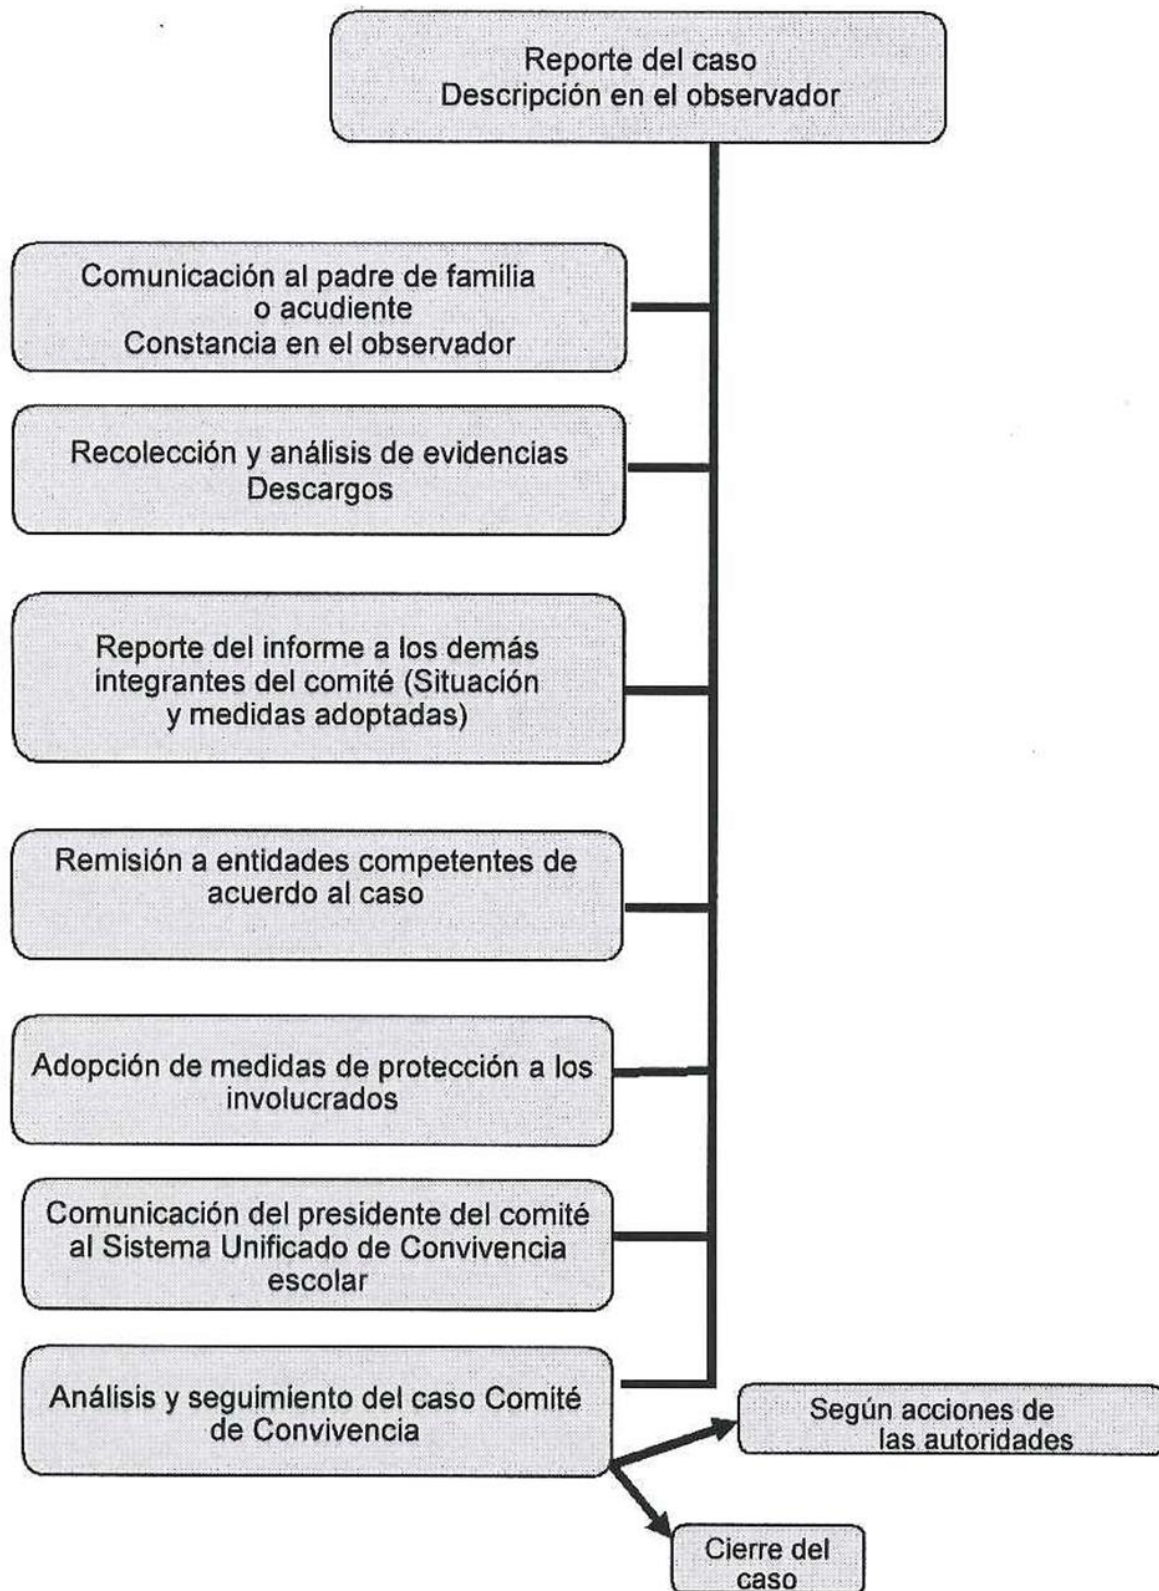 Reporte del caso
Descripción en el observador
Comunicación al padre de familia
o acudiente
Constancia en el observador
Recolección y análisis de evidencias
Descargos
Reporte del informe a los demás
integrantes del comité (Situación
y medidas adoptadas)
Remisión a entidades competentes de
acuerdo al caso
Adopción de medidas de protección a los
involucrados
Comunicación del presidente del comité
al Sistema Unificado de Convivencia
escolar
Análisis y seguimiento del caso Comité
de Convivencia
Según acciones de
las autoridades
Cierre del
caso